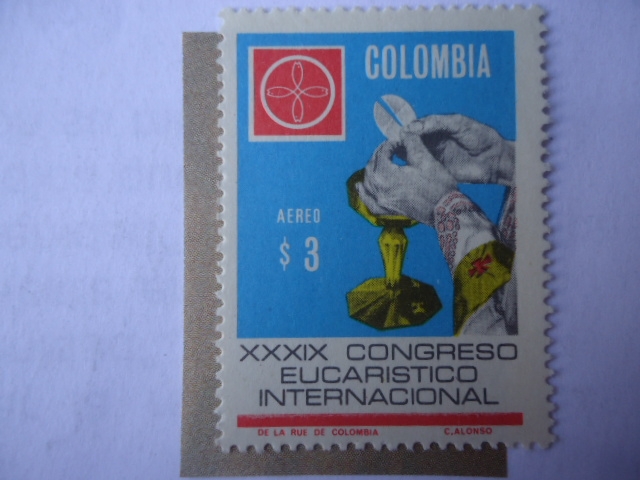 COLOMBIA
AEREO
$ 3
XXXIX CONGRESO
EUCARISTICO
INTERNACIONAL
DE LA RUE DE COLOMBIA C. ALONSO